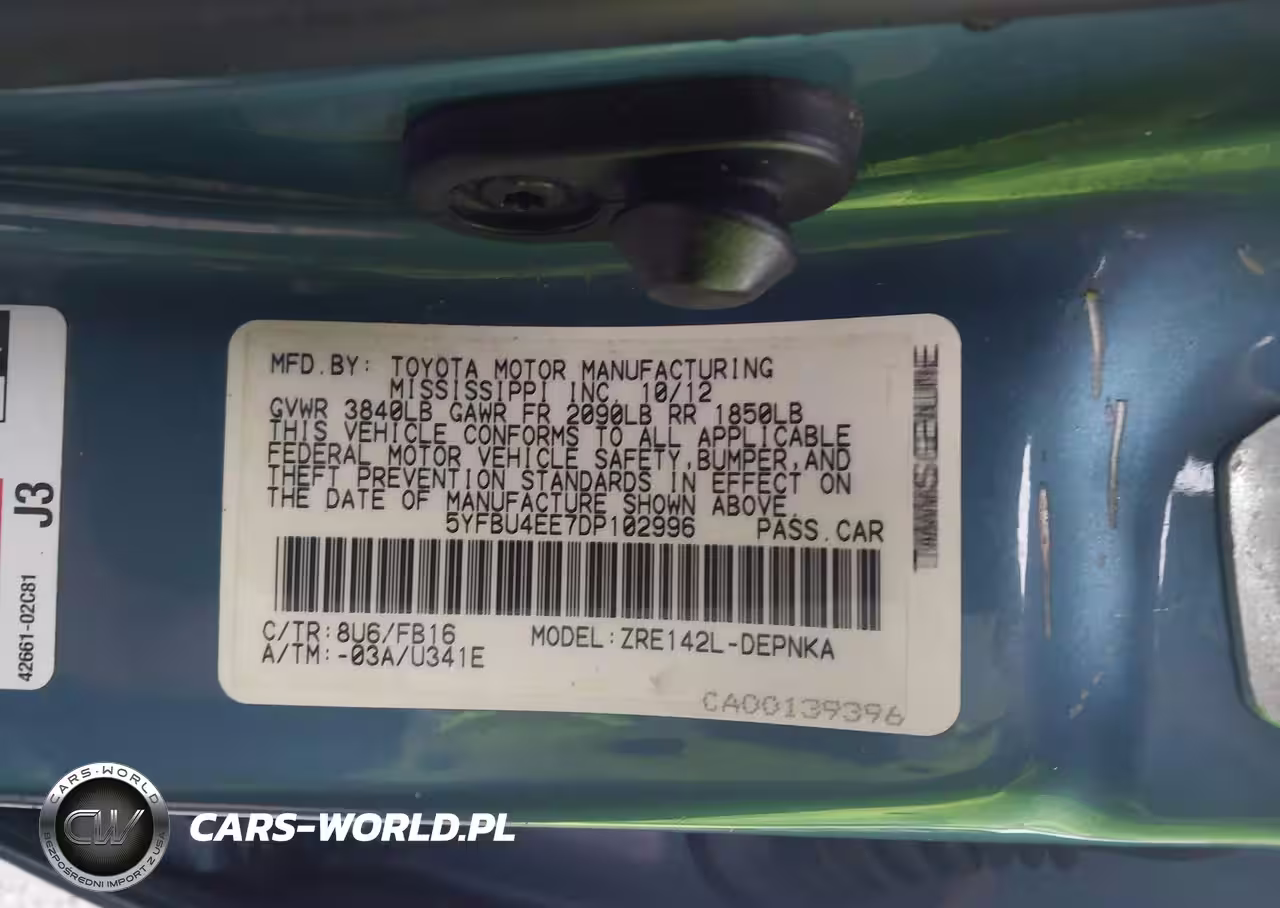 MFD.BY: TOYOTA MOTOR MANUFACTURING
MISSISSIPPI INC. 10/12
GVWR 3840LB GAWR FR 2090LB RR 1850LB
THIS VEHICLE CONFORMS TO ALL APPLICABLE
FEDERAL MOTOR VEHICLE SAFETY,BUMPER,AND
THEFT PREVENTION STANDARDS IN EFFECT ON
THE DATE OF MANUFACTURE SHOWN ABOVE.
5YFBU4EE7DP102996 PASS.CAR
C/TR:8U6/FB16 MODEL:ZRE142L-DEPNKA
A/TM:-03A/U341E
CA00139396
J3
42661-02C81
CARS-WORLD
CW
BEZPOŚREDNI IMPORT Z USA
CARS-WORLD.PL